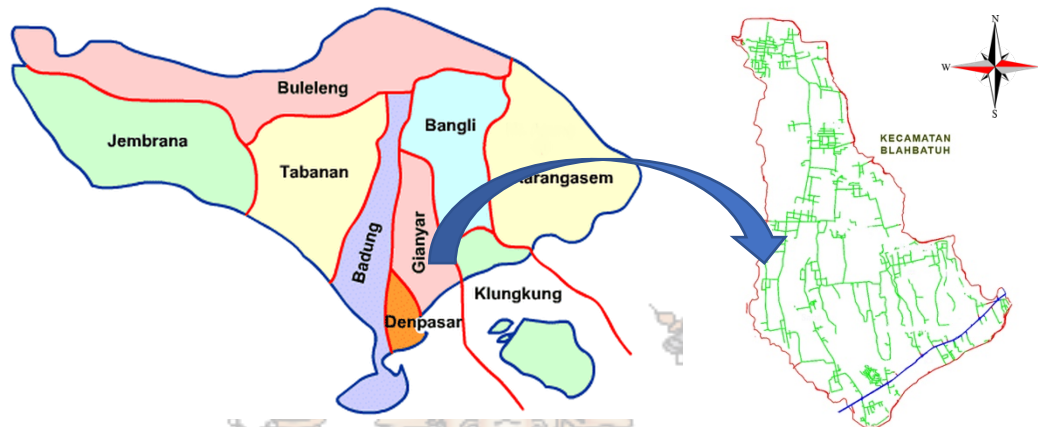 Buleleng
Jembrana
Bangli
Tabanan
Karangasem
Gianyar
Badung
Klungkung
Denpasar
N
W
E
S
KECAMATAN
BLAHBATUH